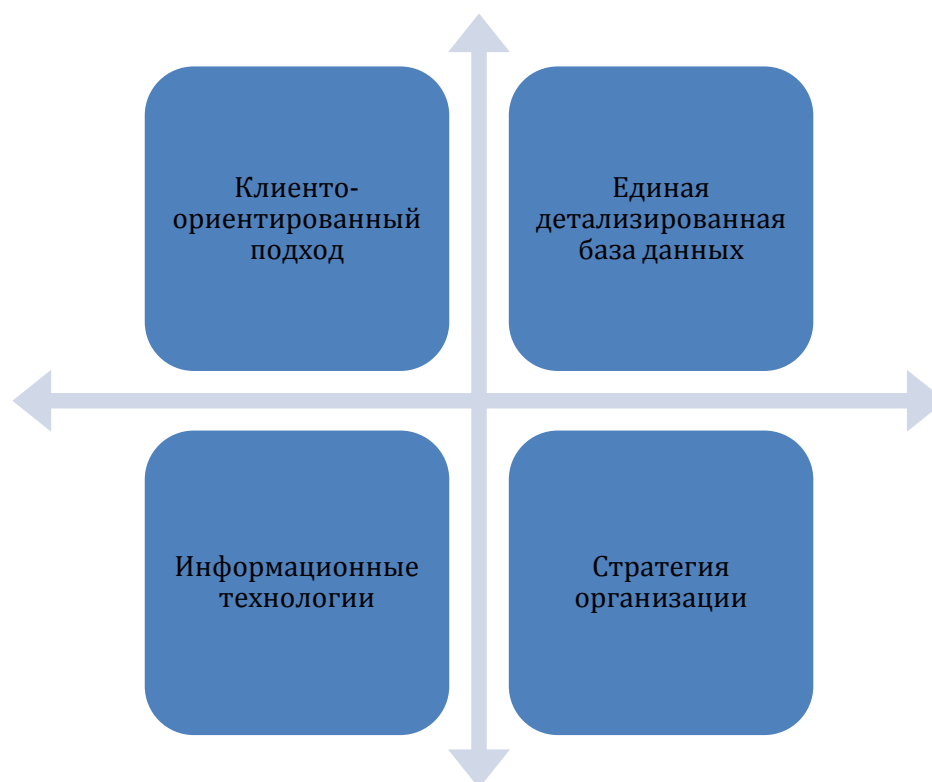 Клиенто-
ориентированный
подход
Единая
детализированная
база данных
Информационные
технологии
Стратегия
организации